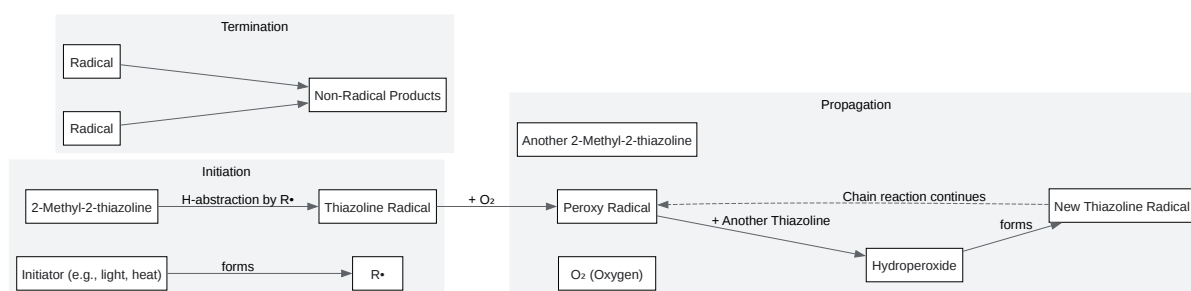 Termination
Radical
Non-Radical Products
Radical
Initiation
2-Methyl-2-thiazoline
H-abstraction by R•
Thiazoline Radical
+ O₂
Initiator (e.g., light, heat)
forms
R•
Propagation
Another 2-Methyl-2-thiazoline
Peroxy Radical
Chain reaction continues
New Thiazoline Radical
+ Another Thiazoline
forms
Hydroperoxide
O₂ (Oxygen)